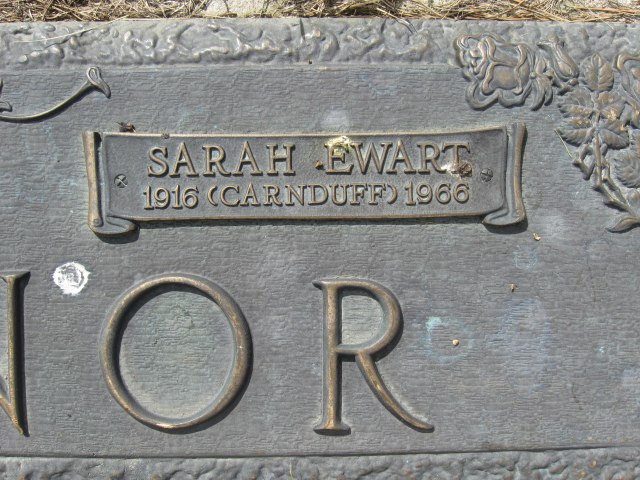 SARAH EWART
1916 (CARNDUFF) 1966
NOR